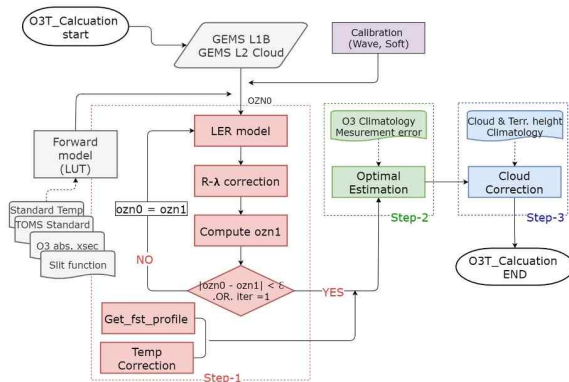 O3T_Calcuation
start
GEMS L1B
GEMS L2 Cloud
Calibration
(Wave, Soft)
OZN0
Forward
model
(LUT)
Standard Temp
TOMS Standard
O3 abs. xsec
Slit function
LER model
R-λ correction
Compute ozn1
ozn0 = ozn1
NO
|ozn0 - ozn1| < ε
.OR. iter =1
YES
Get_fst_profile
Temp
Correction
Step-1
O3 Climatology
Mesurement error
Optimal
Estimation
Step-2
Cloud & Terr. height
Climatology
Cloud
Correction
Step-3
O3T_Calcuation
END